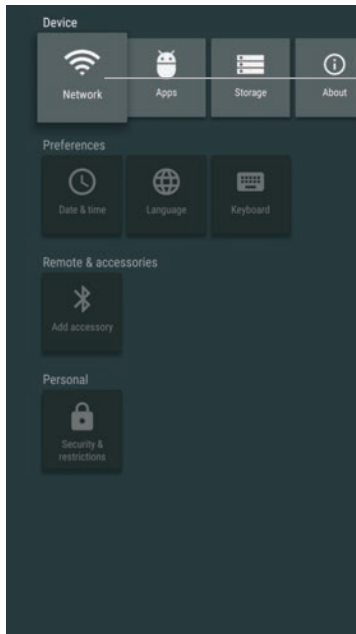 Device
Network
Apps
Storage
About
Preferences
Date & time
Language
Keyboard
Remote & accessories
Add accessory
Personal
Security &
restrictions